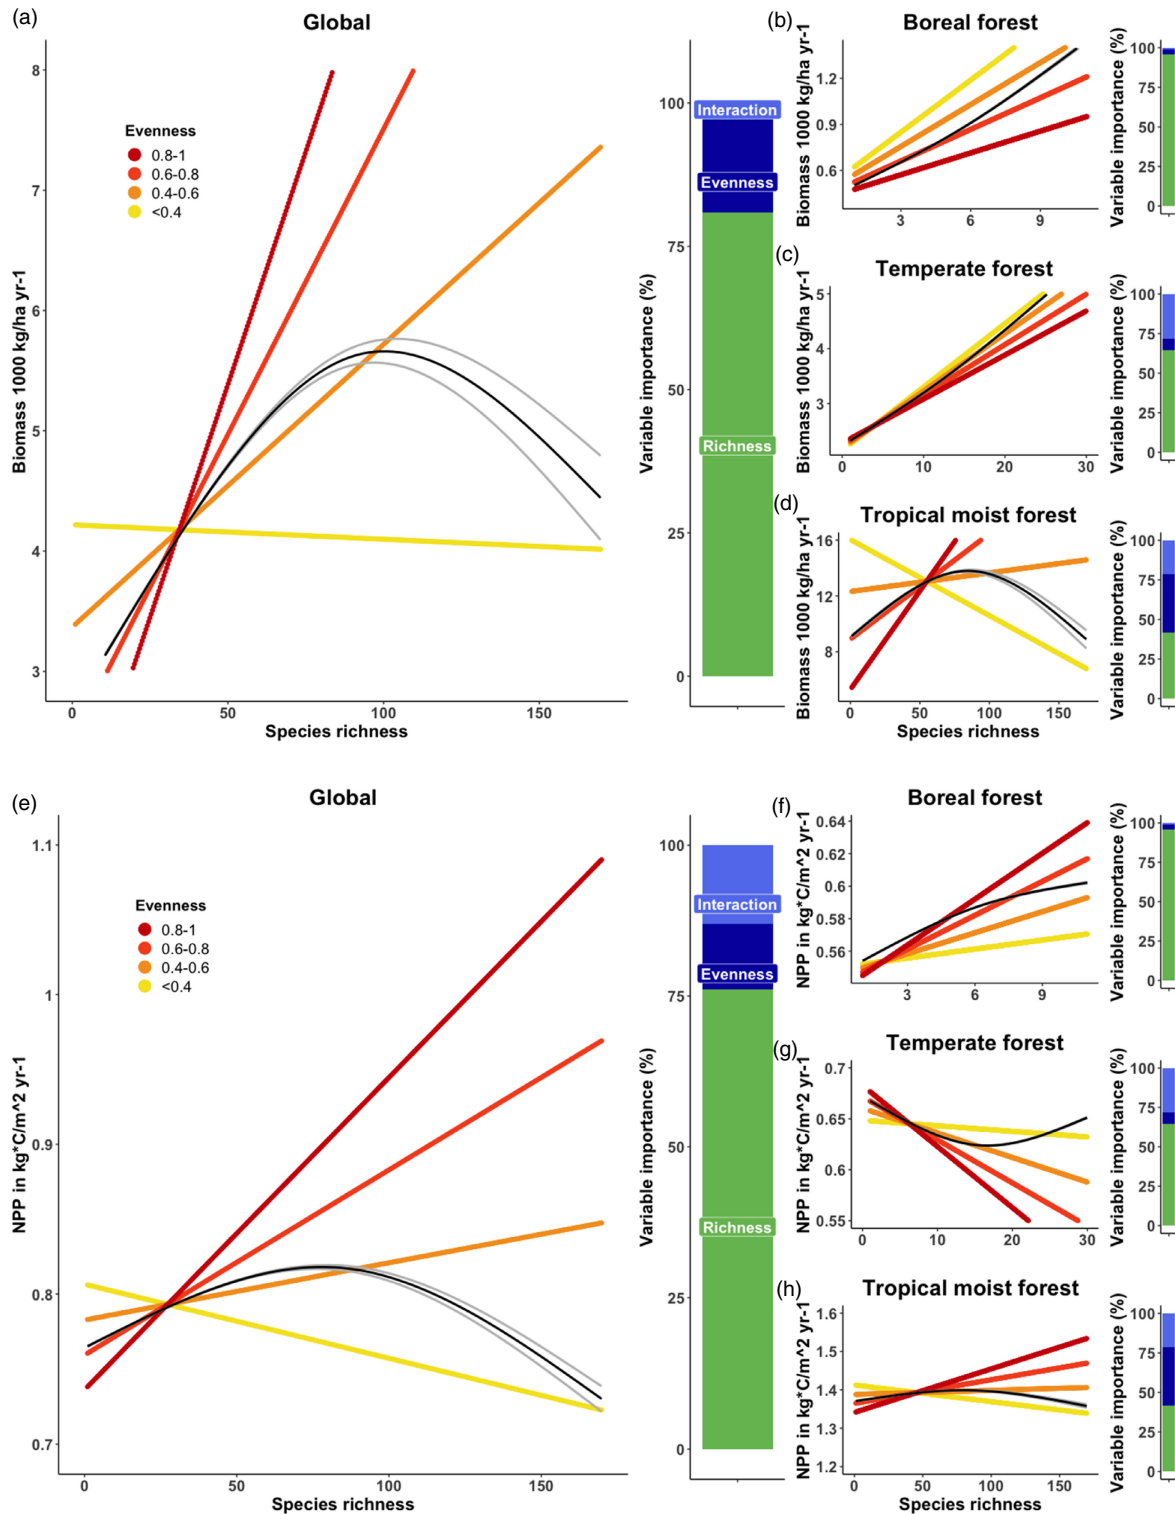 (a)
Global
Biomass 1000 kg/ha yr-1
8
7
6
5
4
3
Evenness
0.8-1
0.6-0.8
0.4-0.6
<0.4
0 50 100 150
Species richness
Variable importance (%)
100
75
50
25
0
Interaction
Evenness
Richness
(b)
Boreal forest
Biomass 1000 kg/ha yr-1
1.2
0.9
0.6
3 6 9
Variable importance (%)
100
75
50
25
0
(c)
Temperate forest
Biomass 1000 kg/ha yr-1
5
4
3
0 10 20 30
Variable importance (%)
100
75
50
25
0
(d)
Tropical moist forest
Biomass 1000 kg/ha yr-1
16
12
8
0 50 100 150
Species richness
Variable importance (%)
100
75
50
25
0
(e)
Global
NPP in kg*C/m^2 yr-1
1.1
1
0.9
0.8
0.7
Evenness
0.8-1
0.6-0.8
0.4-0.6
<0.4
0 50 100 150
Species richness
Variable importance (%)
100
75
50
25
0
Interaction
Evenness
Richness
(f)
Boreal forest
NPP in kg*C/m^2 yr-1
0.64
0.62
0.6
0.58
0.56
3 6 9
Variable importance (%)
100
75
50
25
0
(g)
Temperate forest
NPP in kg*C/m^2 yr-1
0.7
0.65
0.6
0.55
0 10 20 30
Variable importance (%)
100
75
50
25
0
(h)
Tropical moist forest
NPP in kg*C/m^2 yr-1
1.6
1.5
1.4
1.3
1.2
0 50 100 150
Species richness
Variable importance (%)
100
75
50
25
0